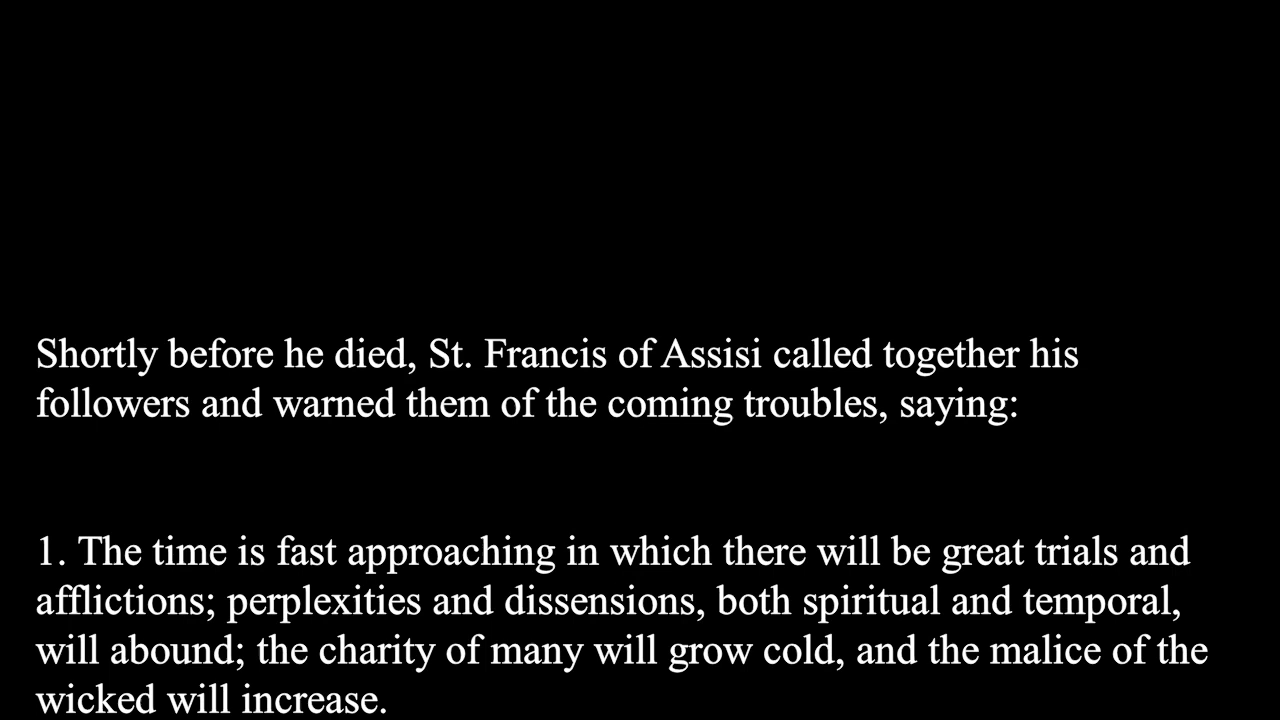 Shortly before he died, St. Francis of Assisi called together his
followers and warned them of the coming troubles, saying:
1. The time is fast approaching in which there will be great trials and
afflictions; perplexities and dissensions, both spiritual and temporal,
will abound; the charity of many will grow cold, and the malice of the
wicked will increase.